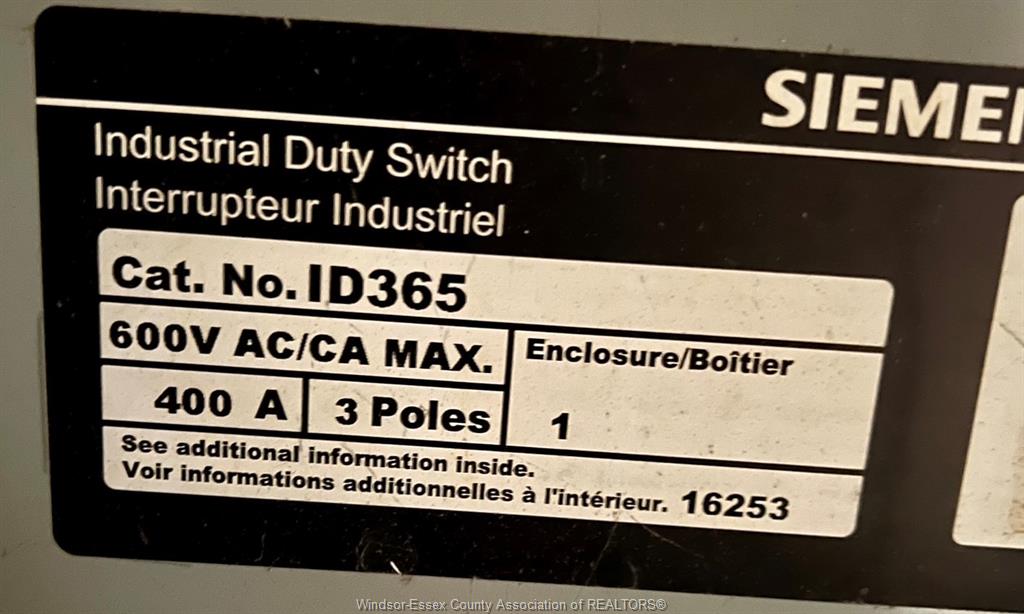 SIEME
Industrial Duty Switch
Interrupteur Industriel
Cat. No. ID365
600V AC/CA MAX.
Enclosure/Boîtier
400 A
3 Poles
1
See additional information inside.
Voir informations additionnelles à l'intérieur. 16253
Windsor-Essex County Association of REALTORS®